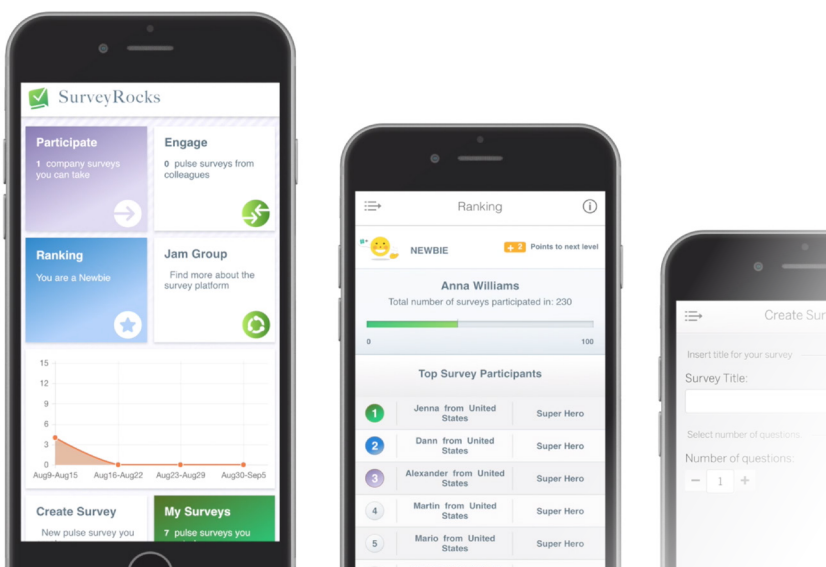 SurveyRocks
Participate
1 company surveys
you can take
Engage
0 pulse surveys from
colleagues
Ranking
You are a Newbie
Jam Group
Find more about the
survey platform
15
12
9
6
3
0
Aug9-Aug15 Aug16-Aug22 Aug23-Aug29 Aug30-Sep5
Create Survey
New pulse survey you
My Surveys
7 pulse surveys you
Ranking
NEWBIE
+ 2 Points to next level
Anna Williams
Total number of surveys participated in: 230
0 100
Top Survey Participants
1 Jenna from United States Super Hero
2 Dann from United States Super Hero
3 Alexander from United States Super Hero
4 Martin from United States Super Hero
5 Mario from United States Super Hero
Create Sur
Insert title for your survey
Survey Title:
Select number of questions
Number of questions:
− 1 +